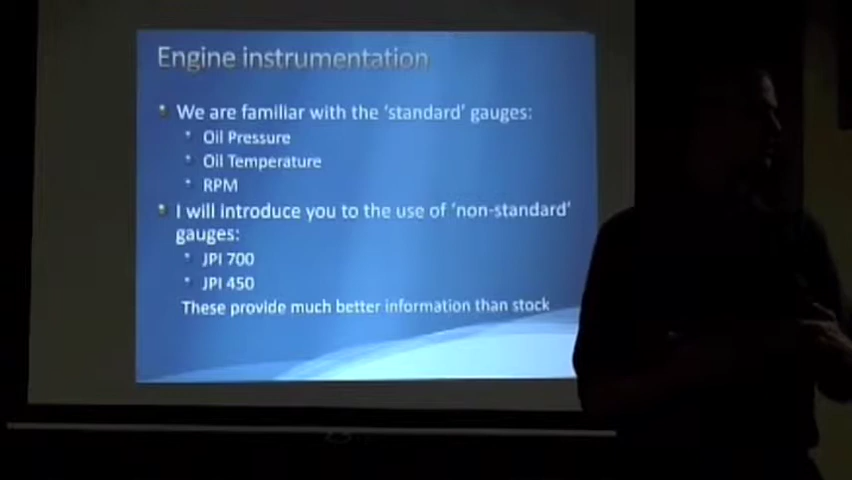 Engine instrumentation
We are familiar with the 'standard' gauges:
Oil Pressure
Oil Temperature
RPM
I will introduce you to the use of 'non-standard'
gauges:
JPI 700
JPI 450
These provide much better information than stock